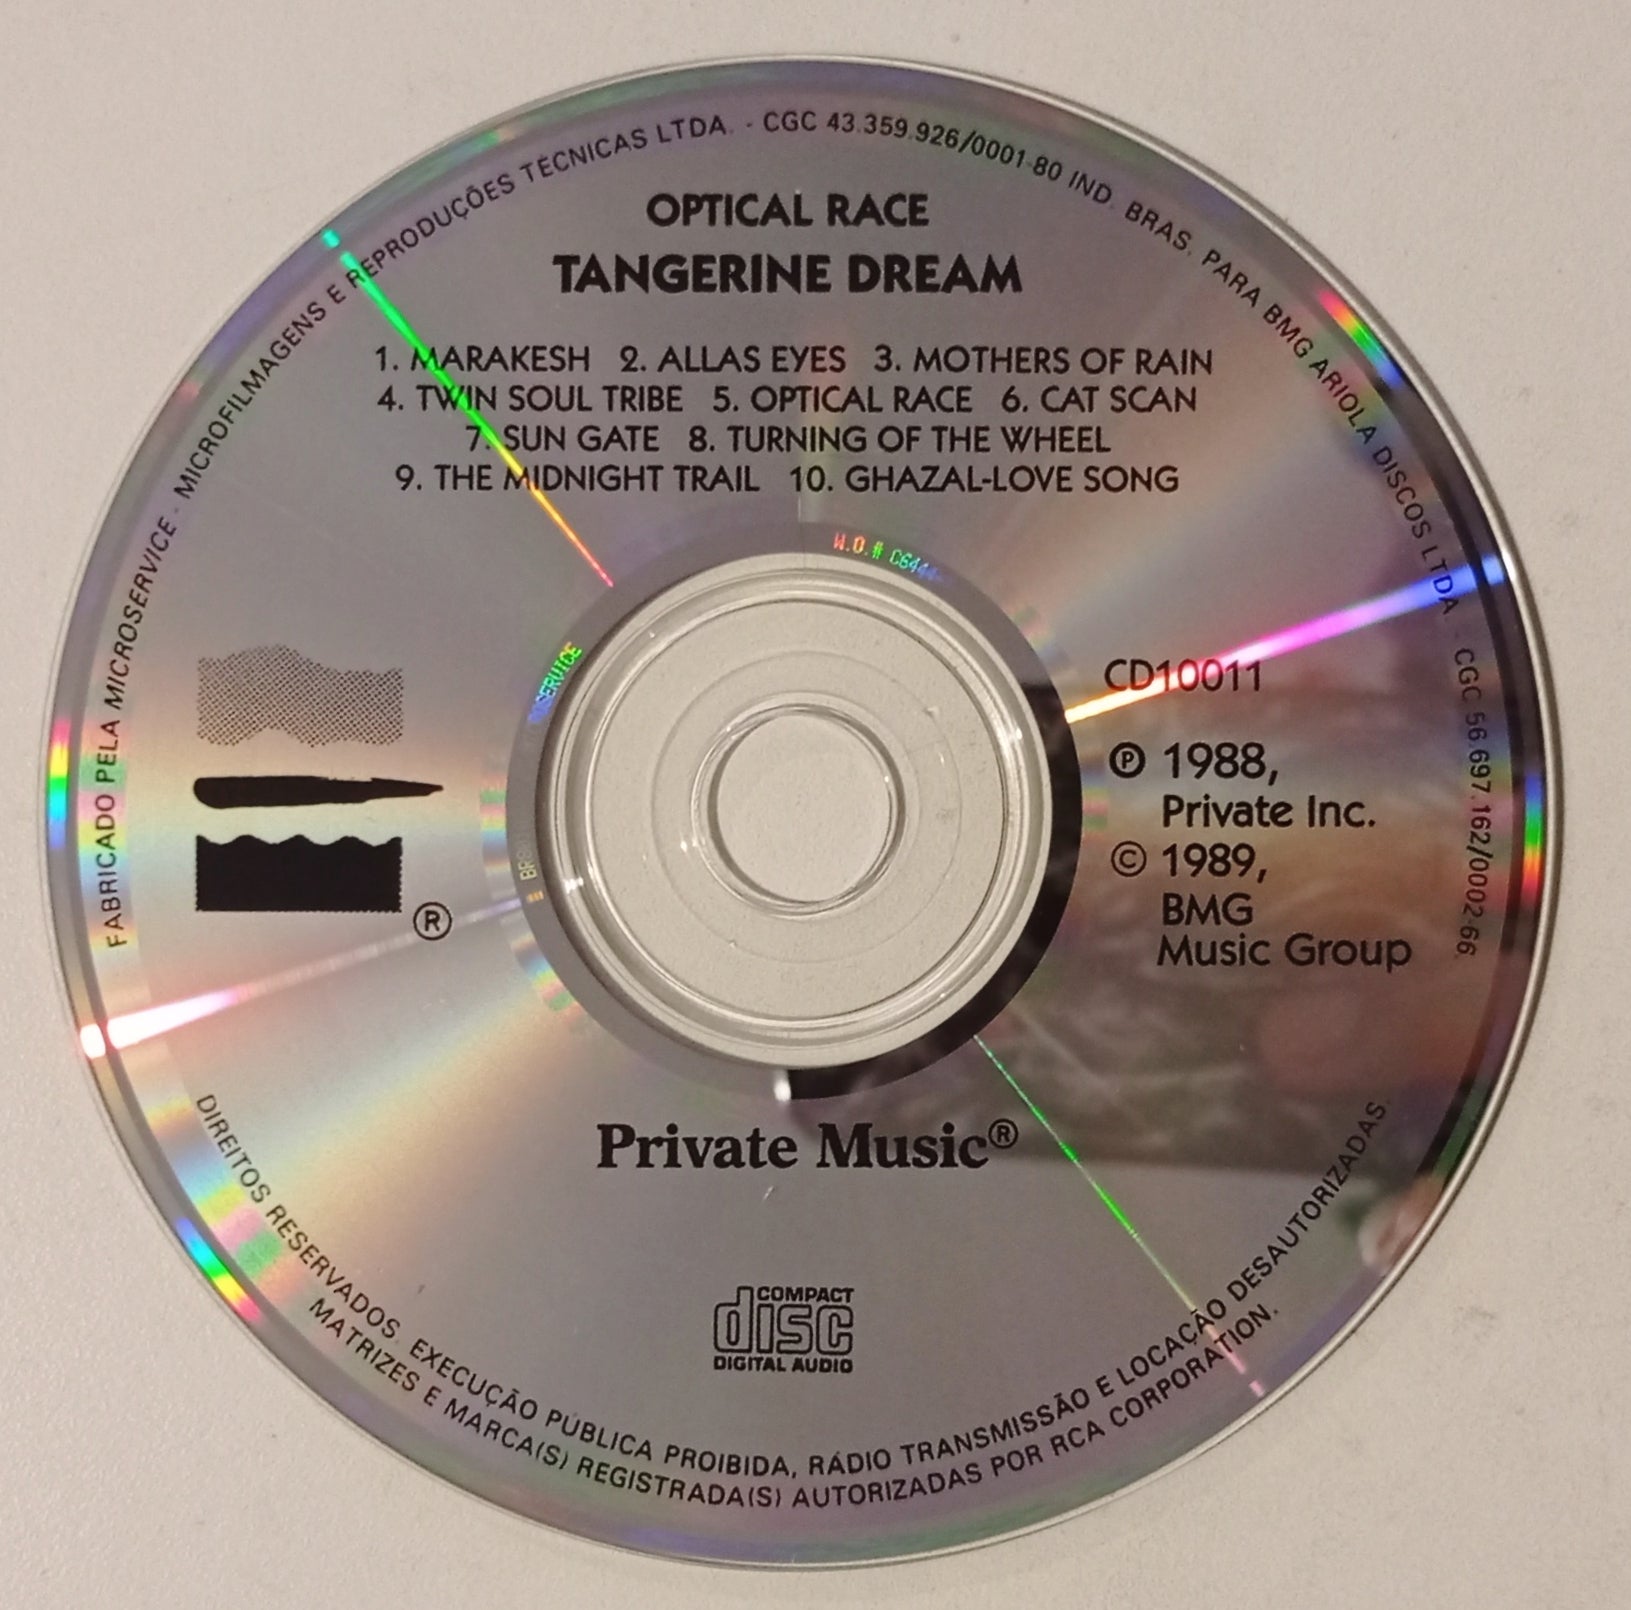 FABRICADO PELA MICROSERVICE - MICROFILMAGENS E REPRODUÇÕES TÉCNICAS LTDA. - CGC 43.359.926/0001-80 IND. BRAS. PARA BMG ARIOLA DISCOS LTDA - CGC 56.697.162/0002-66.
OPTICAL RACE
TANGERINE DREAM
1. MARAKESH 2. ALLAS EYES 3. MOTHERS OF RAIN
4. TWIN SOUL TRIBE 5. OPTICAL RACE 6. CAT SCAN
7. SUN GATE 8. TURNING OF THE WHEEL
9. THE MIDNIGHT TRAIL 10. GHAZAL-LOVE SONG
W.O.#
CD10011
℗ 1988,
Private Inc.
© 1989,
BMG
Music Group
®
Private Music®
COMPACT
disc
DIGITAL AUDIO
DIREITOS RESERVADOS. EXECUÇÃO PÚBLICA PROIBIDA, RÁDIO TRANSMISSÃO E LOCAÇÃO DESAUTORIZADAS.
MATRIZES E MARCA(S) REGISTRADA(S) AUTORIZADAS POR RCA CORPORATION.